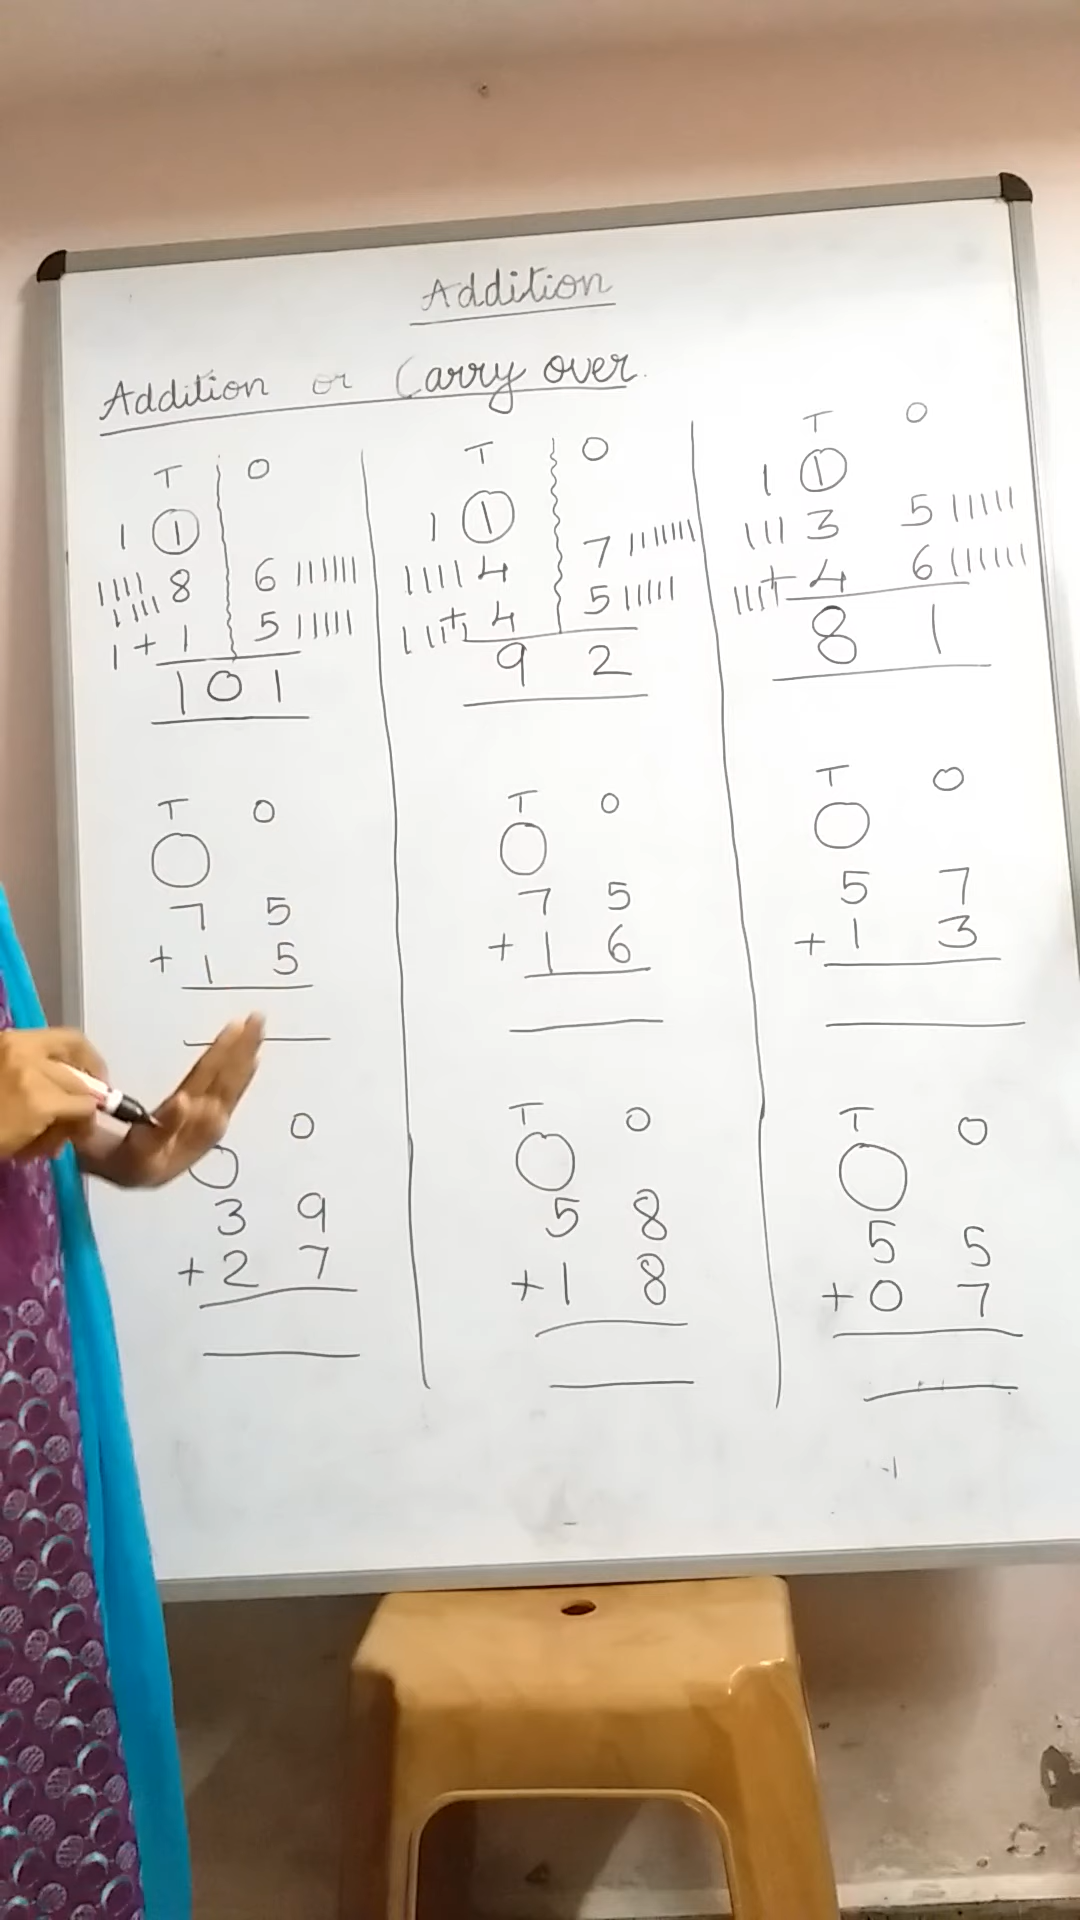 Addition
Addition or Carry over.
T O
1 ①
|||| |||| 8 6 ||||||
1 + 1 5 |||||
1 0 1
T O
1 ①
|||| 4 7 |||||||
|||| + 4 5 |||||
9 2
T O
1 ①
||| 3 5 |||||
|||| + 4 6 ||||||
8 1
T O
7 5
+ 1 5
T O
7 5
+ 1 6
T O
5 7
+ 1 3
O
3 9
+ 2 7
T O
5 8
+ 1 8
T O
5 5
+ 0 7